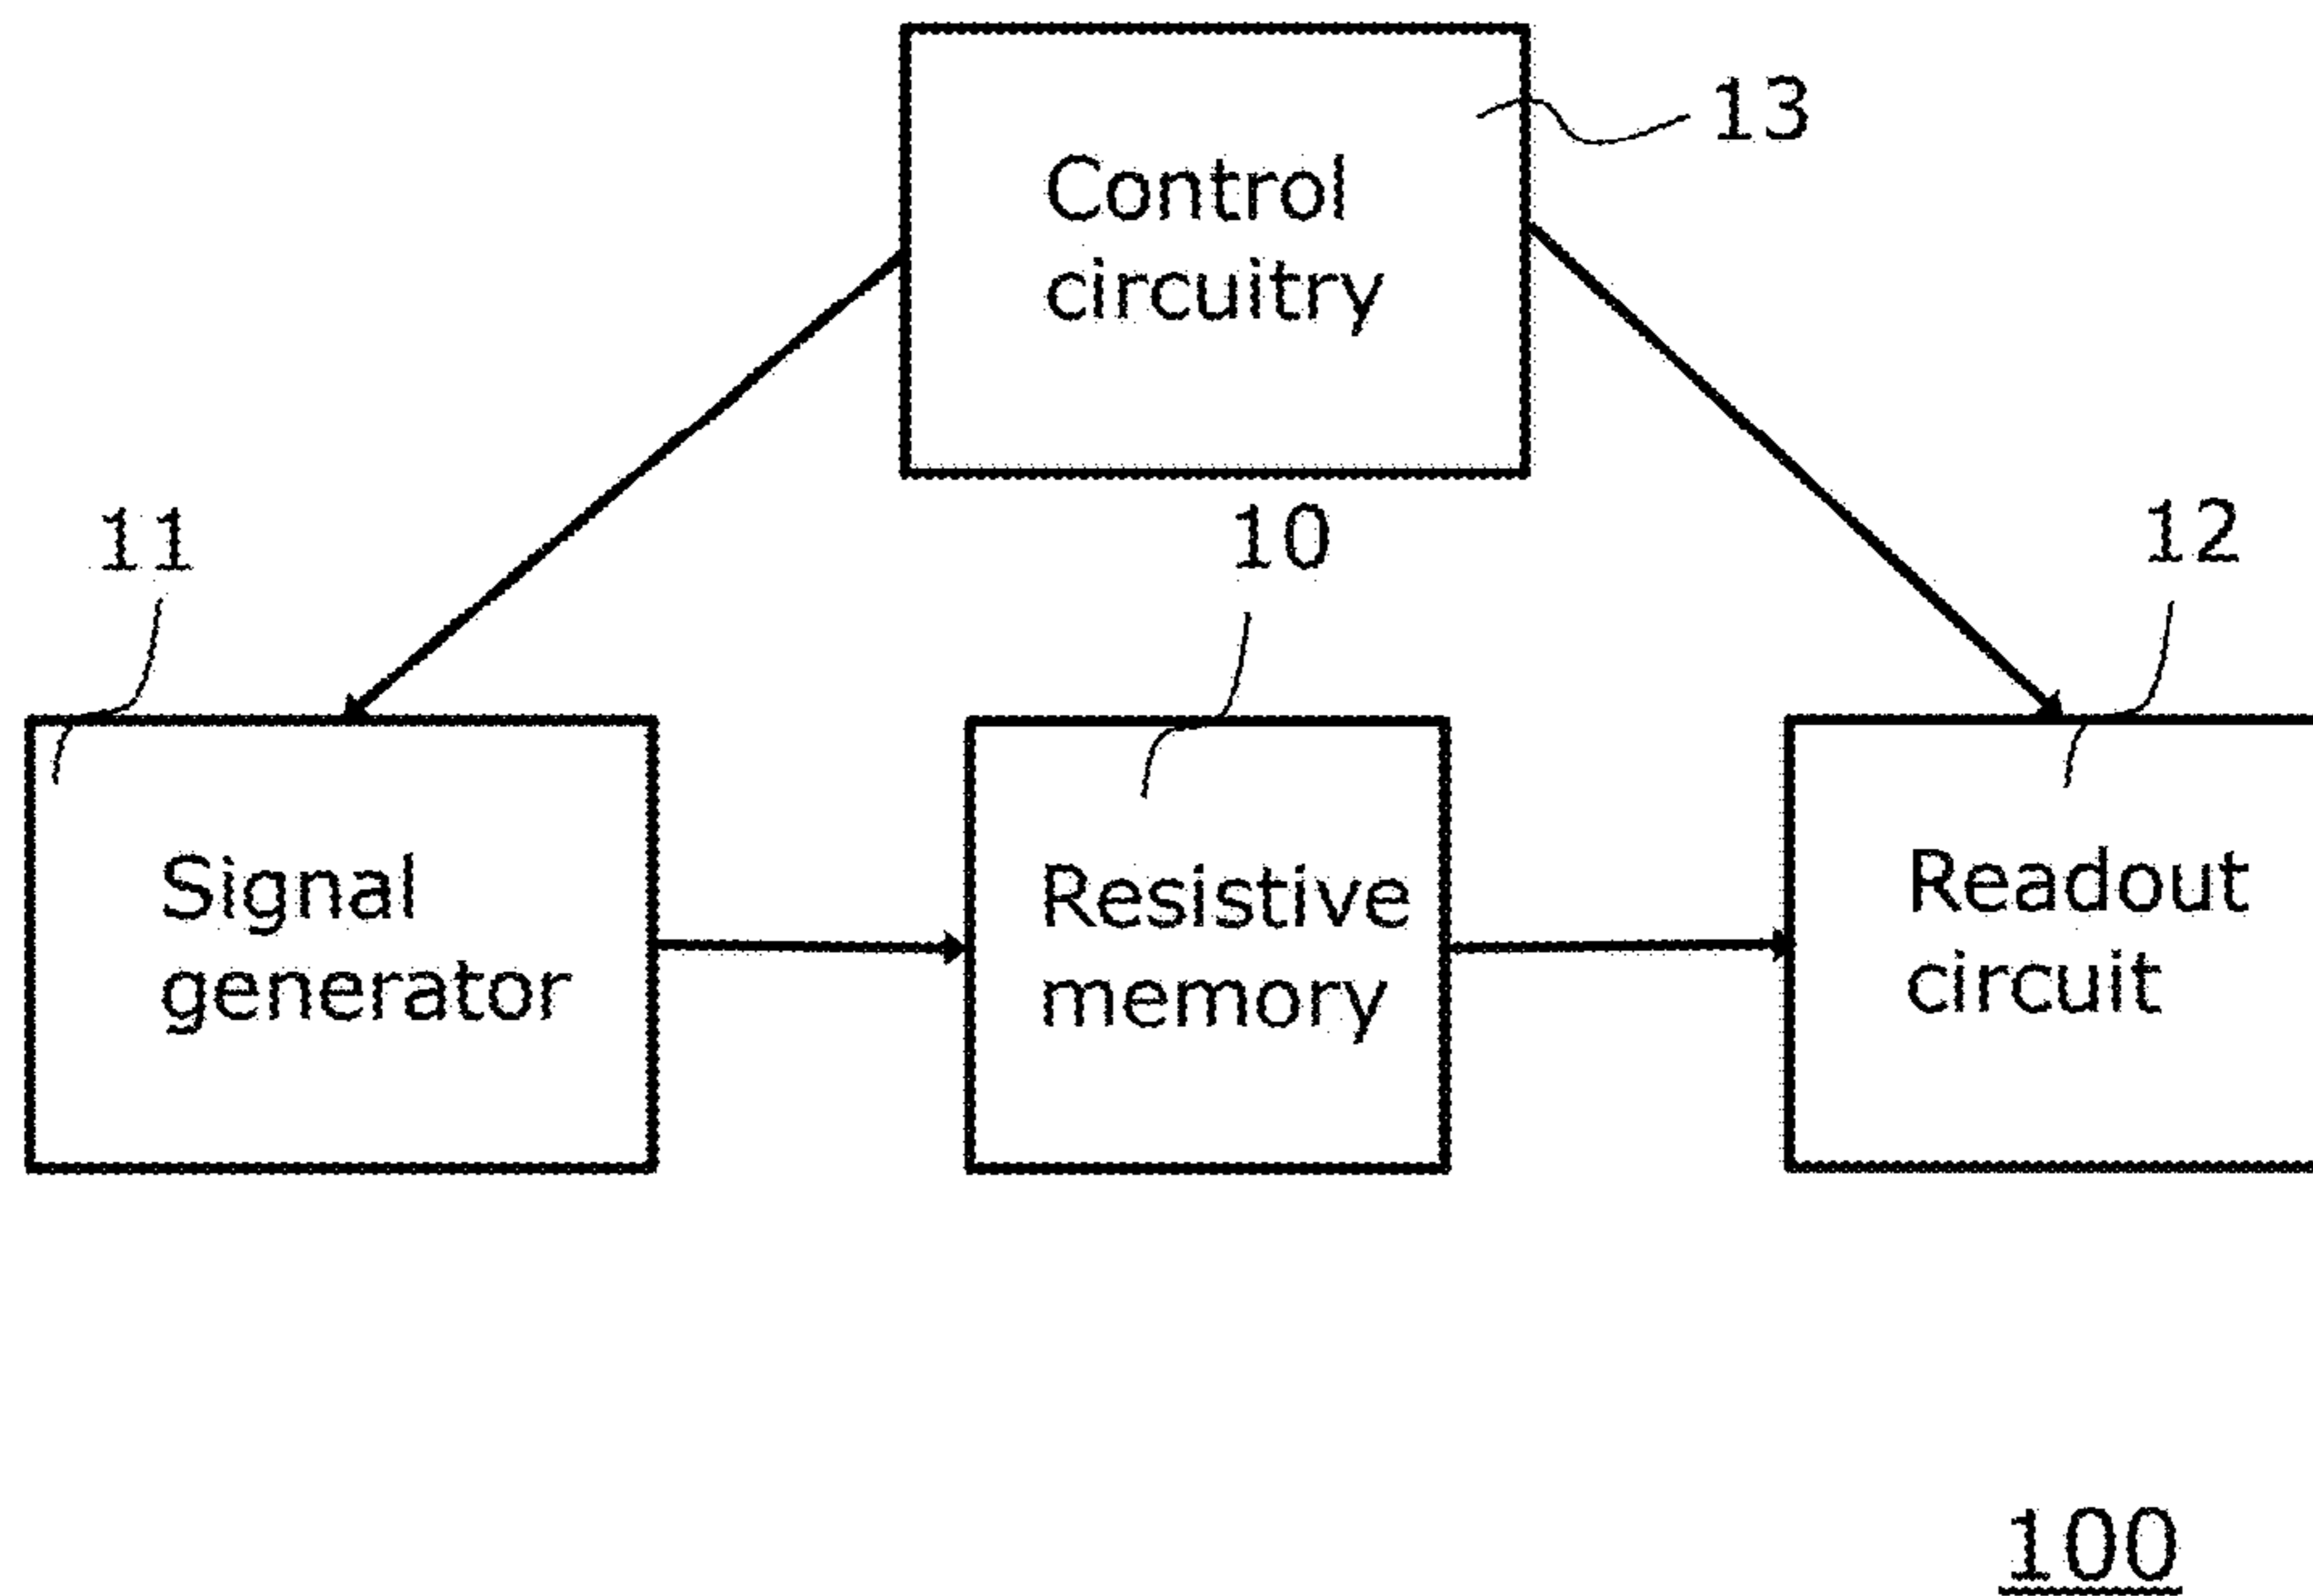 13
Control
circuitry
11
10
12
Signal
generator
Resistive
memory
Readout
circuit
100